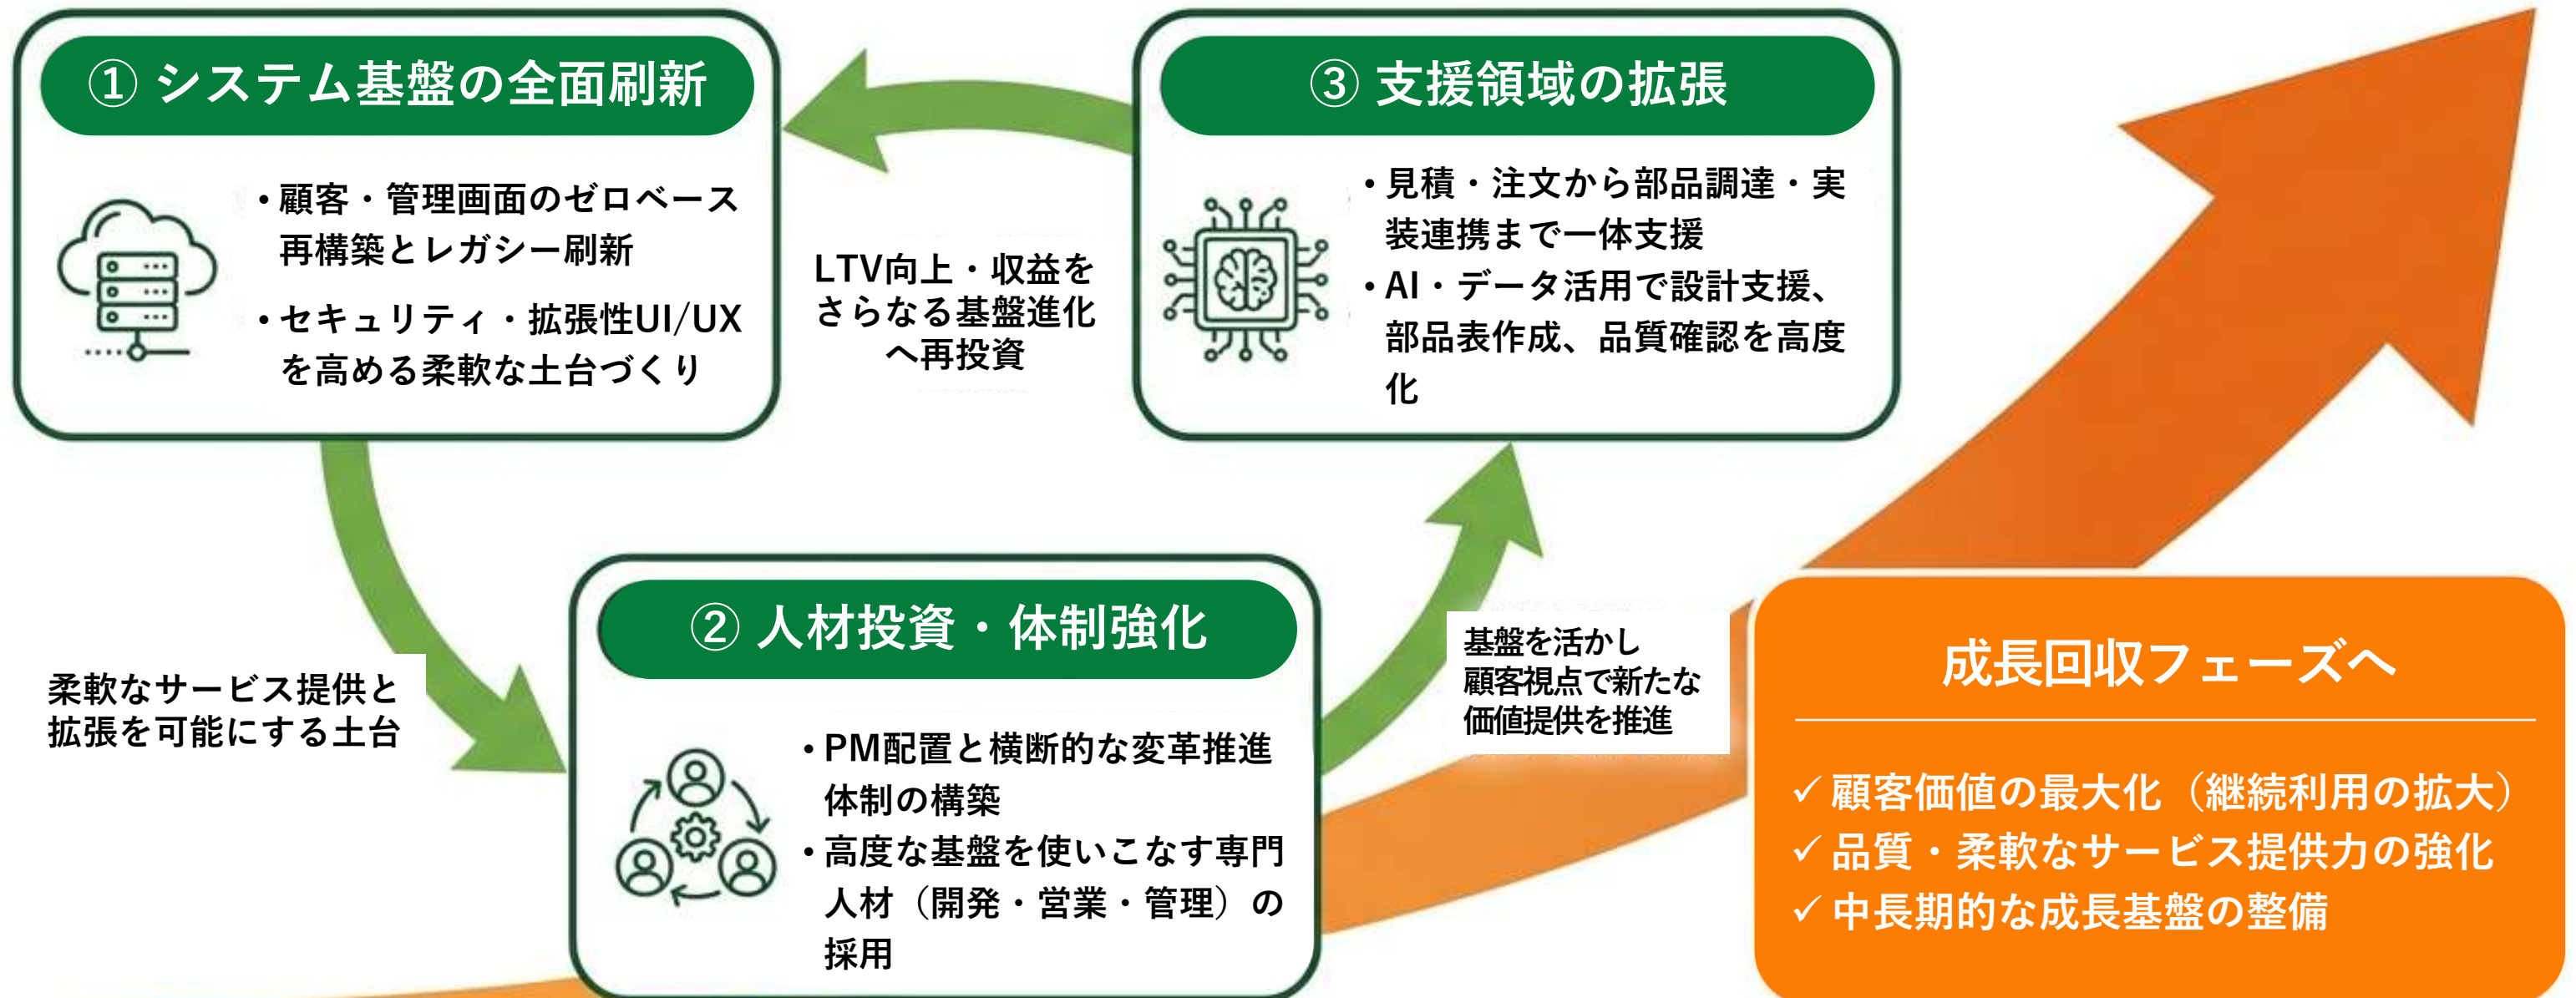 ① システム基盤の全面刷新
・顧客・管理画面のゼロベース
再構築とレガシー刷新
・セキュリティ・拡張性UI/UX
を高める柔軟な土台づくり
LTV向上・収益を
さらなる基盤進化
へ再投資
③ 支援領域の拡張
・見積・注文から部品調達・実
装連携まで一体支援
・AI・データ活用で設計支援、
部品表作成、品質確認を高度
化
柔軟なサービス提供と
拡張を可能にする土台
② 人材投資・体制強化
・PM配置と横断的な変革推進
体制の構築
・高度な基盤を使いこなす専門
人材（開発・営業・管理）の
採用
基盤を活かし
顧客視点で新たな
価値提供を推進
成長回収フェーズへ
✓ 顧客価値の最大化（継続利用の拡大）
✓ 品質・柔軟なサービス提供力の強化
✓ 中長期的な成長基盤の整備